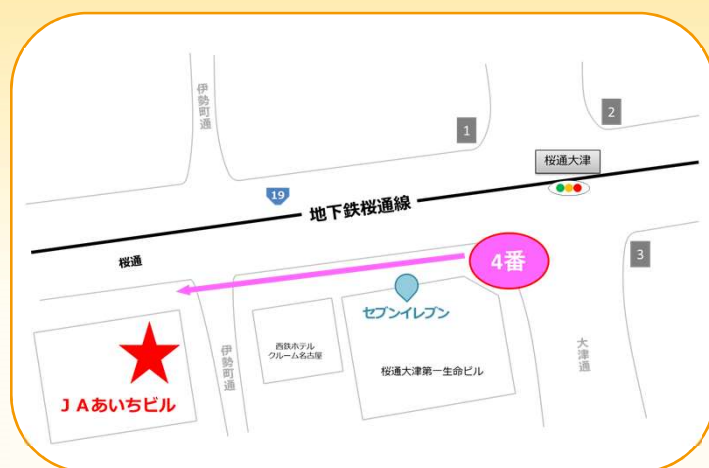 伊勢町通
1
2
桜通大津
19
地下鉄桜通線
桜通
4番
3
セブンイレブン
西鉄ホテル
クルーム名古屋
伊勢町通
大津通
桜通大津第一生命ビル
JAあいちビル